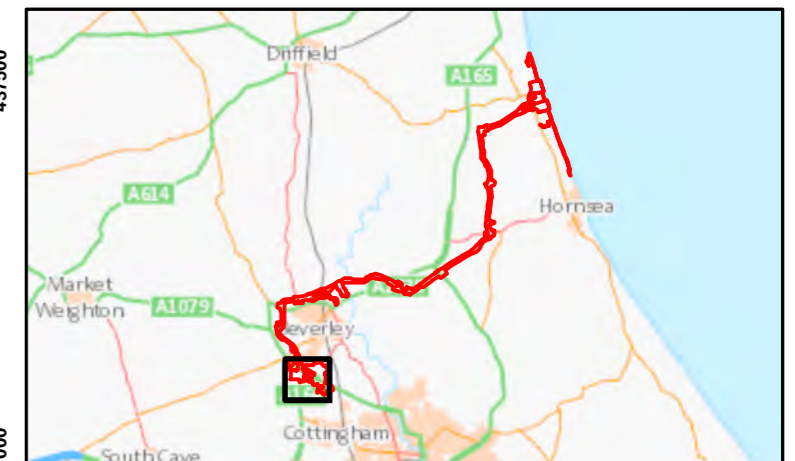 Driffield
A165
A614
Hornsea
Market
Weighton
A1079
Beverley
Cottingham
South Cave